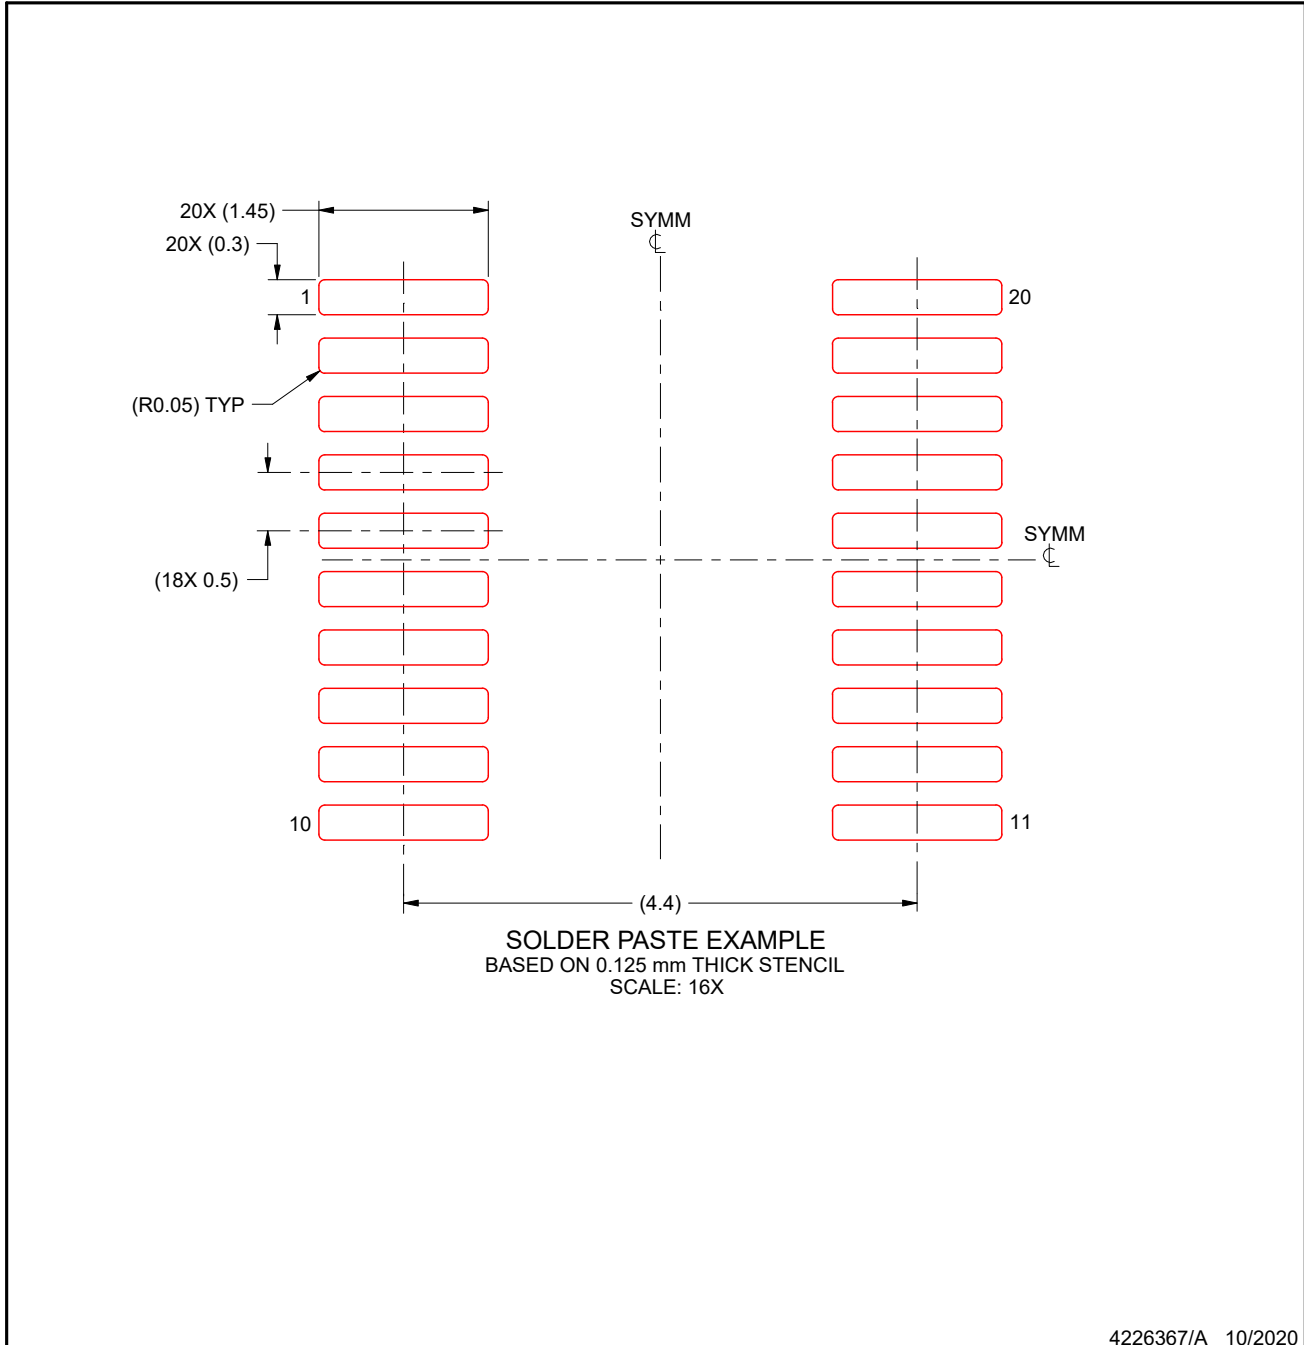 20X (1.45)
SYMM
20X (0.3)
1
20
(R0.05) TYP
SYMM
(18X 0.5)
10
11
(4.4)
SOLDER PASTE EXAMPLE
BASED ON 0.125 mm THICK STENCIL
SCALE: 16X
4226367/A 10/2020